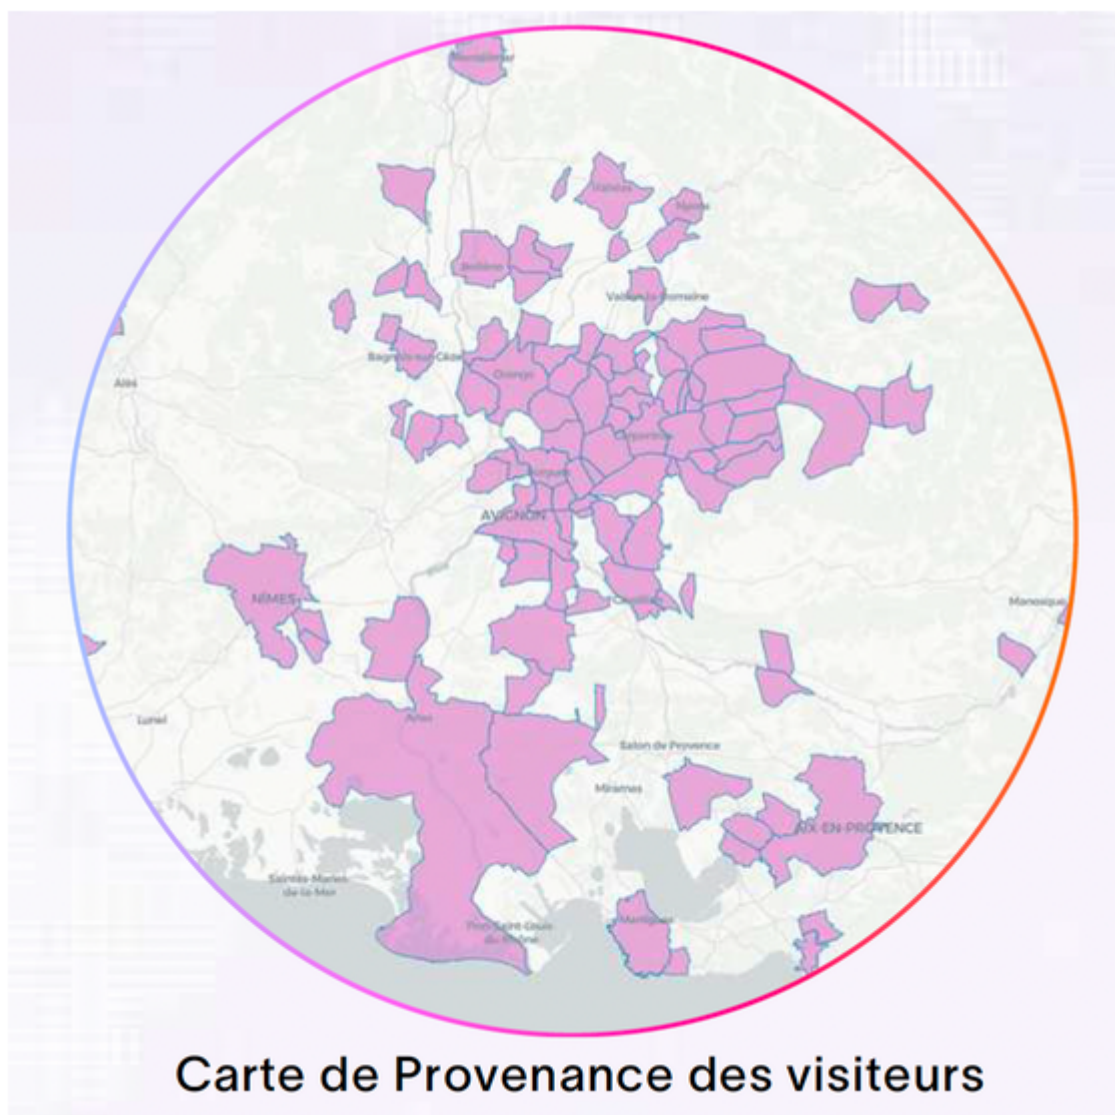 Montélimar
Valréas
Nyons
Bollène
Vaison-la-Romaine
Bagnols-sur-Cèze
Orange
Alès
Carpentras
AVIGNON
NÎMES
Cavaillon
Manosque
Lunel
Arles
Salon de Provence
Miramas
AIX-EN-PROVENCE
Saintes-Maries-
de-la-Mer
Martigues
Port-Saint-Louis
du-Rhône
Carte de Provenance des visiteurs